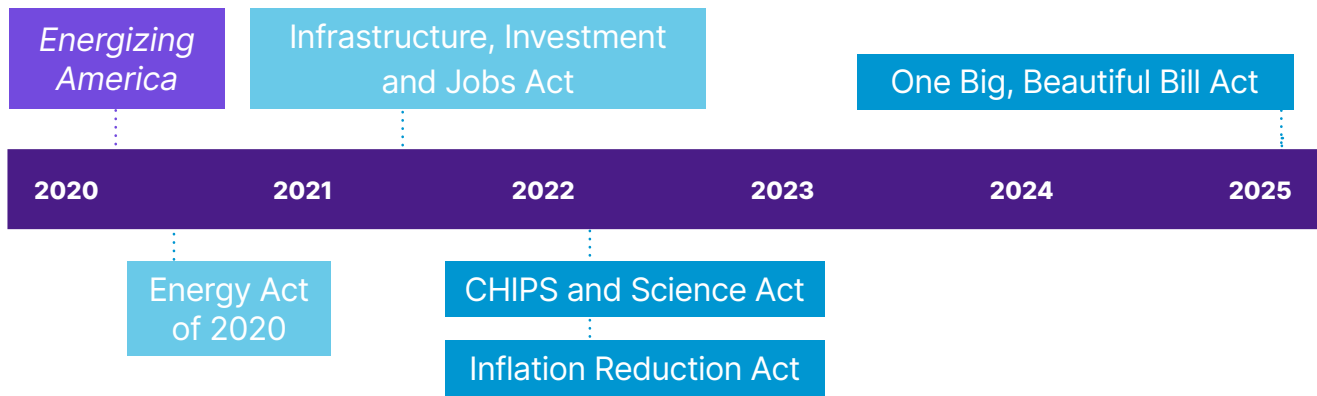 Energizing
America
Infrastructure, Investment
and Jobs Act
One Big, Beautiful Bill Act
2020 2021 2022 2023 2024 2025
Energy Act
of 2020
CHIPS and Science Act
Inflation Reduction Act